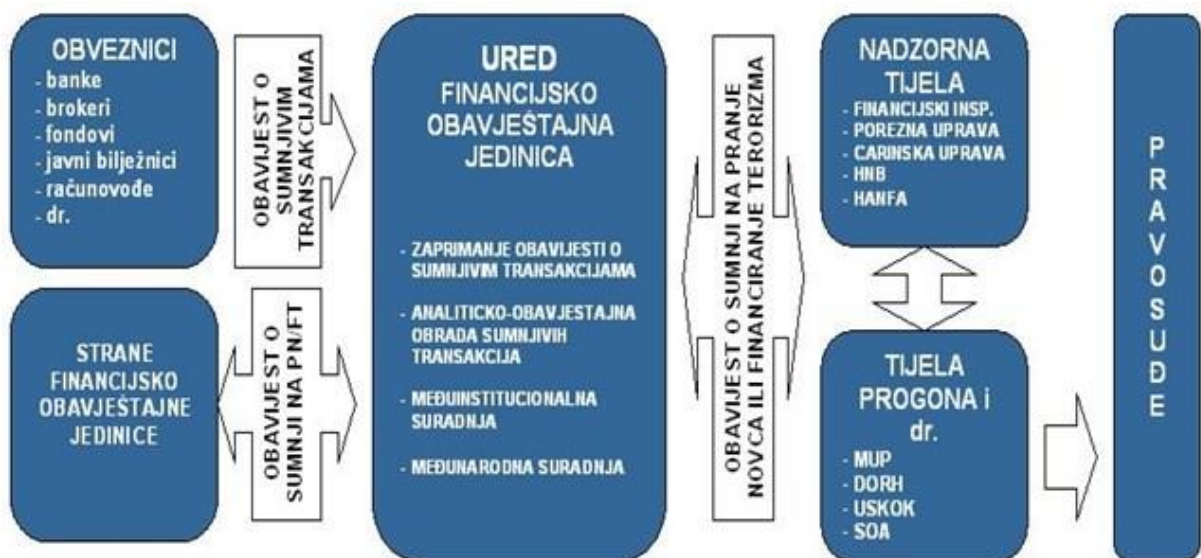 OBVEZNICI
- banke
- brokeri
- fondovi
- javni bilježnici
- računovođe
- dr.
OBAVIJEST O
SUMNJIVIM
TRANSAKCIJAMA
STRANE
FINANCIJSKO
OBAVJEŠTAJNE
JEDINICE
OBAVIJEST O
SUMNJI NA PN/FT
URED
FINANCIJSKO
OBAVJEŠTAJNA
JEDINICA
- ZAPRIMANJE OBAVIJESTI O
SUMNJIVIM TRANSAKCIJAMA
- ANALITICKO-OBAVJESTAJNA
OBRADA SUMNJIVIH
TRANSAKCIJA
- MEĐUINSTITUCIONALNA
SURADNJA
- MEĐUNARODNA SURADNJA
OBAVIJEST O SUMNJI NA PRANJE
NOVCA ILI FINANCIRANJE TERORIZMA
NADZORNA
TIJELA
- FINANCIJSKI INSP.
- POREZNA UPRAVA
- CARINSKA UPRAVA
- HNB
- HANFA
TIJELA
PROGONA i
dr.
- MUP
- DORH
- USKOK
- SOA
PRAVOSUĐE